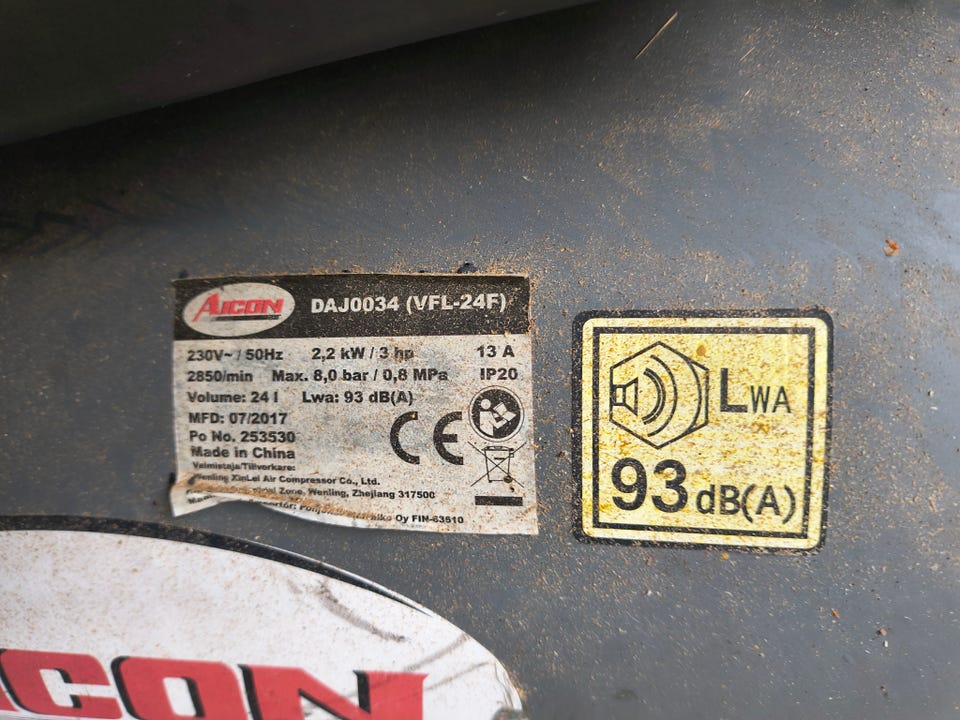 AICON DAJ0034 (VFL-24F)
230V~ / 50Hz 2,2 kW / 3 hp 13 A
2850/min Max. 8,0 bar / 0,8 MPa IP20
Volume: 24 l Lwa: 93 dB(A)
MFD: 07/2017
Po No. 253530
Made in China
CE
Valmistaja/Tillverkare:
Wenling XinLei Air Compressor Co., Ltd.
Zone, Wenling, Zhejiang 317500
Oy FIN-63610
LWA
93 dB(A)
AICON